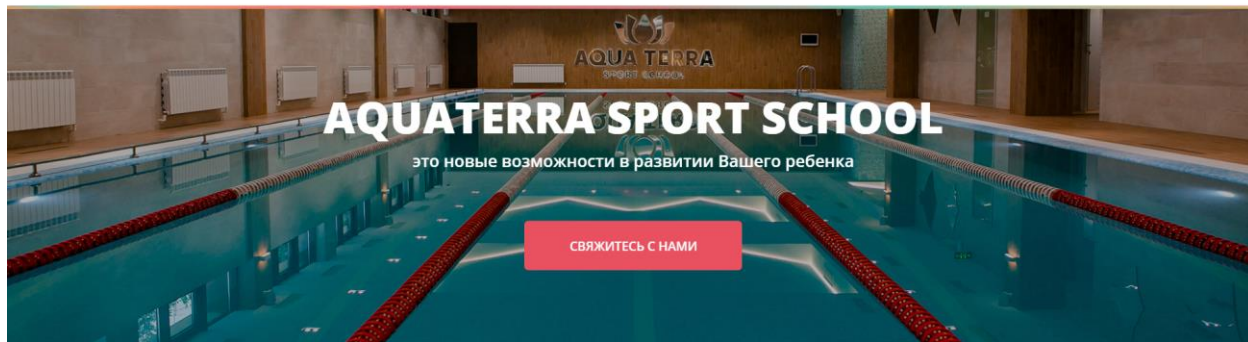 AQUA TERRA
SPORT SCHOOL
AQUATERRA SPORT SCHOOL
это новые возможности в развитии Вашего ребенка
СВЯЖИТЕСЬ С НАМИ